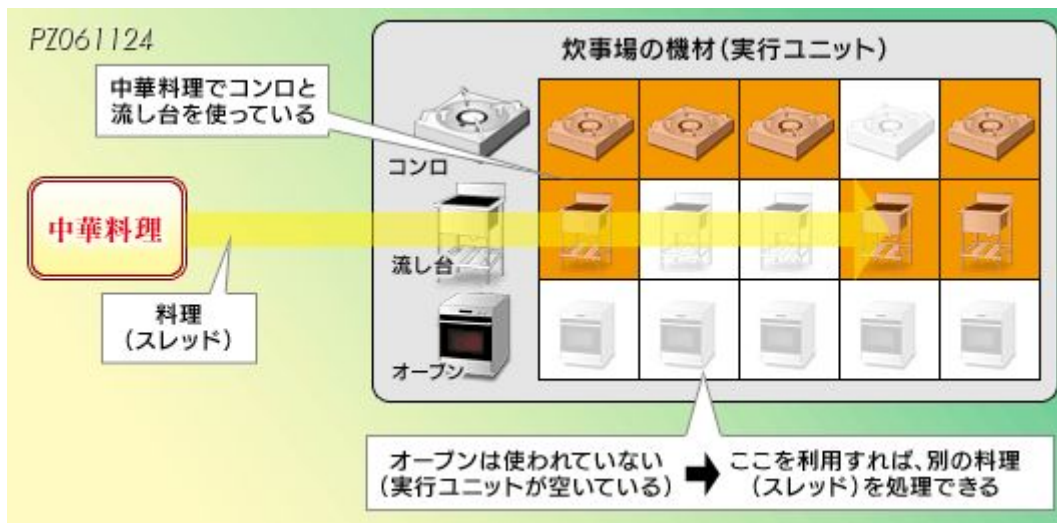 PZ061124
炊事場の機材(実行ユニット)
中華料理でコンロと
流し台を使っている
コンロ
中華料理
流し台
料理
(スレッド)
オーブン
オーブンは使われていない
(実行ユニットが空いている)
ここを利用すれば、別の料理
(スレッド)を処理できる